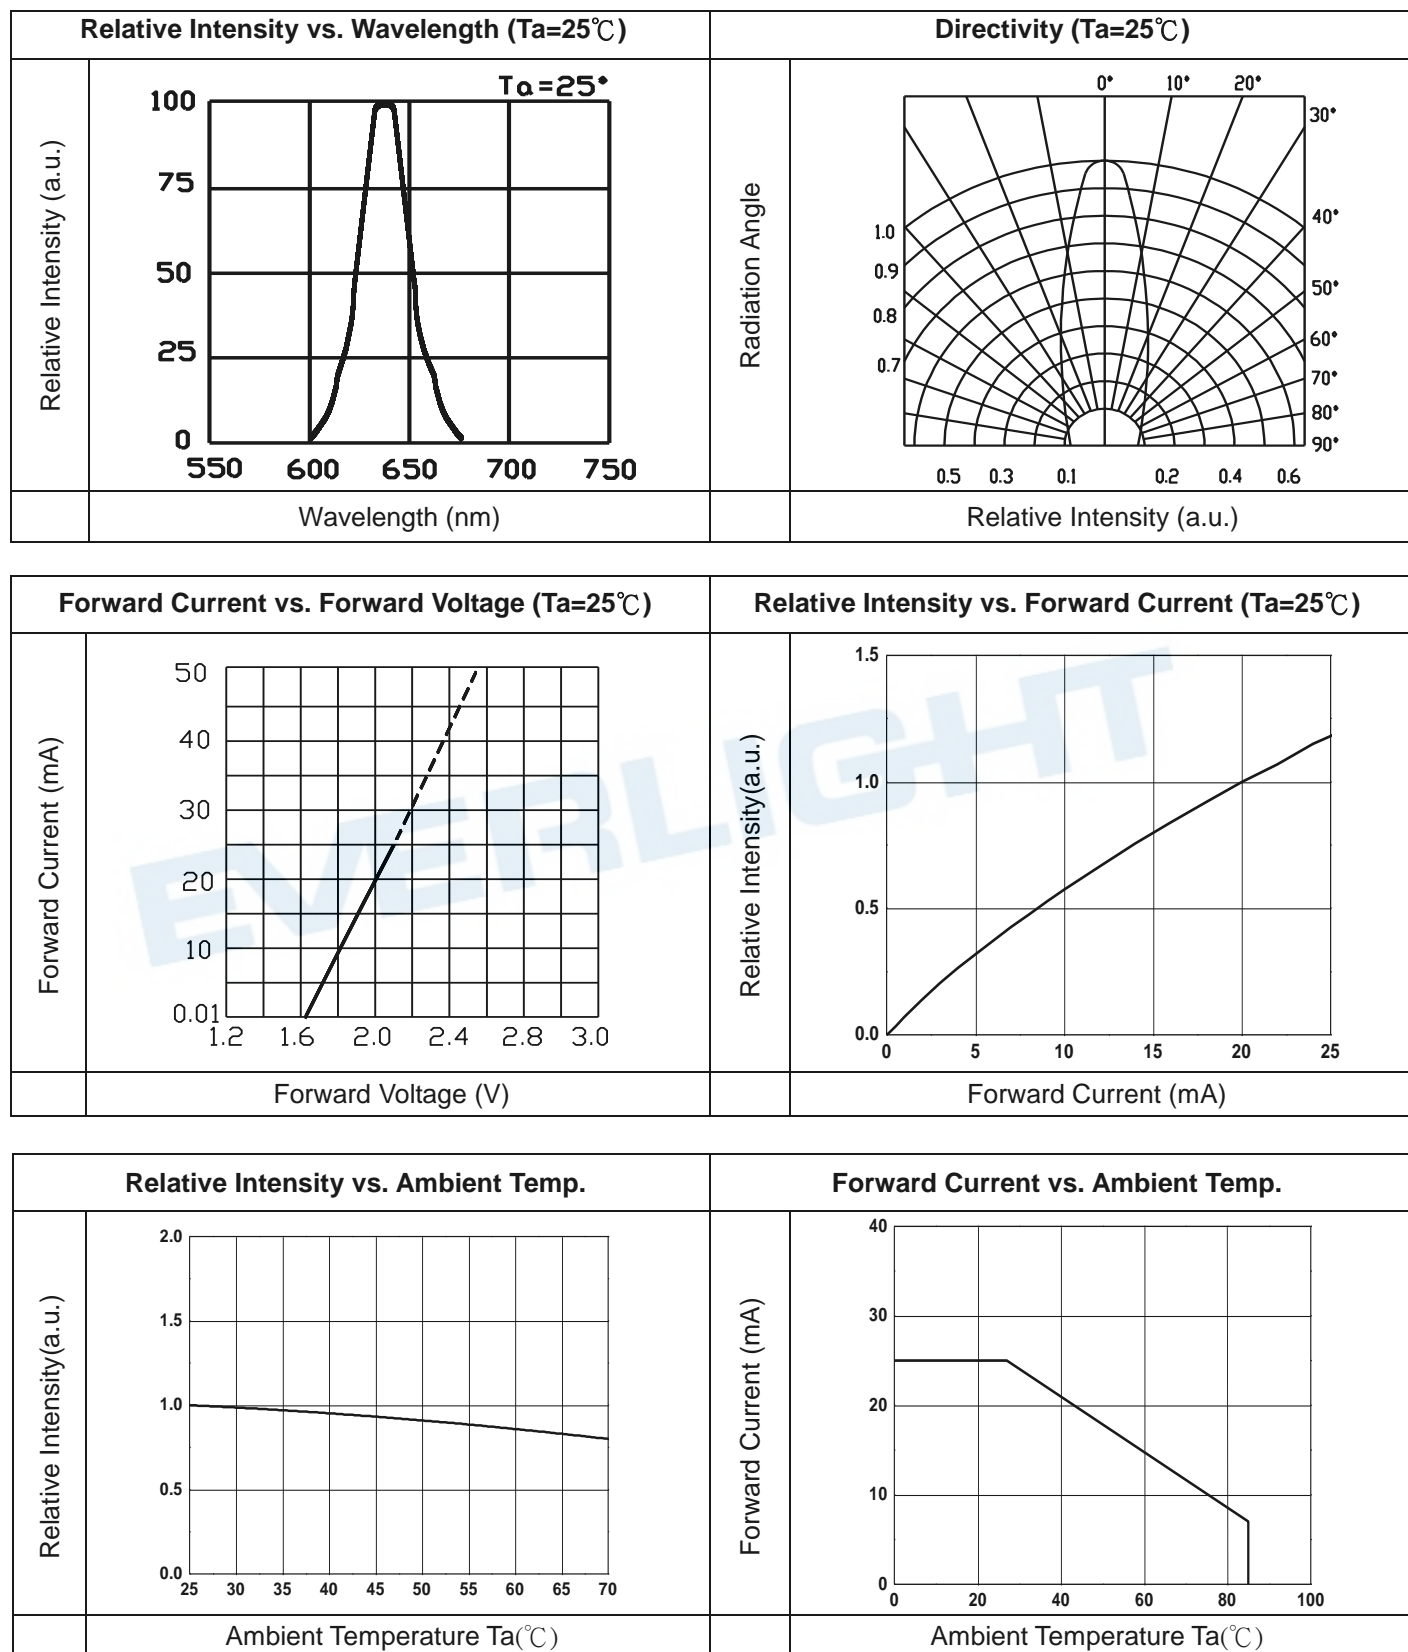 Relative Intensity vs. Wavelength (Ta=25℃)
Directivity (Ta=25℃)
Relative Intensity (a.u.)
Ta=25°
100
75
50
25
0
550 600 650 700 750
Wavelength (nm)
Radiation Angle
0° 10° 20°
30°
40°
50°
60°
70°
80°
90°
1.0
0.9
0.8
0.7
0.5 0.3 0.1 0.2 0.4 0.6
Relative Intensity (a.u.)
Forward Current vs. Forward Voltage (Ta=25℃)
Relative Intensity vs. Forward Current (Ta=25℃)
Forward Current (mA)
50
40
30
20
10
0.01
1.2 1.6 2.0 2.4 2.8 3.0
Forward Voltage (V)
Relative Intensity(a.u.)
1.5
1.0
0.5
0.0
0 5 10 15 20 25
Forward Current (mA)
EVERLIGHT
Relative Intensity vs. Ambient Temp.
Forward Current vs. Ambient Temp.
Relative Intensity(a.u.)
2.0
1.5
1.0
0.5
0.0
25 30 35 40 45 50 55 60 65 70
Ambient Temperature Ta(℃)
Forward Current (mA)
40
30
20
10
0
0 20 40 60 80 100
Ambient Temperature Ta(℃)